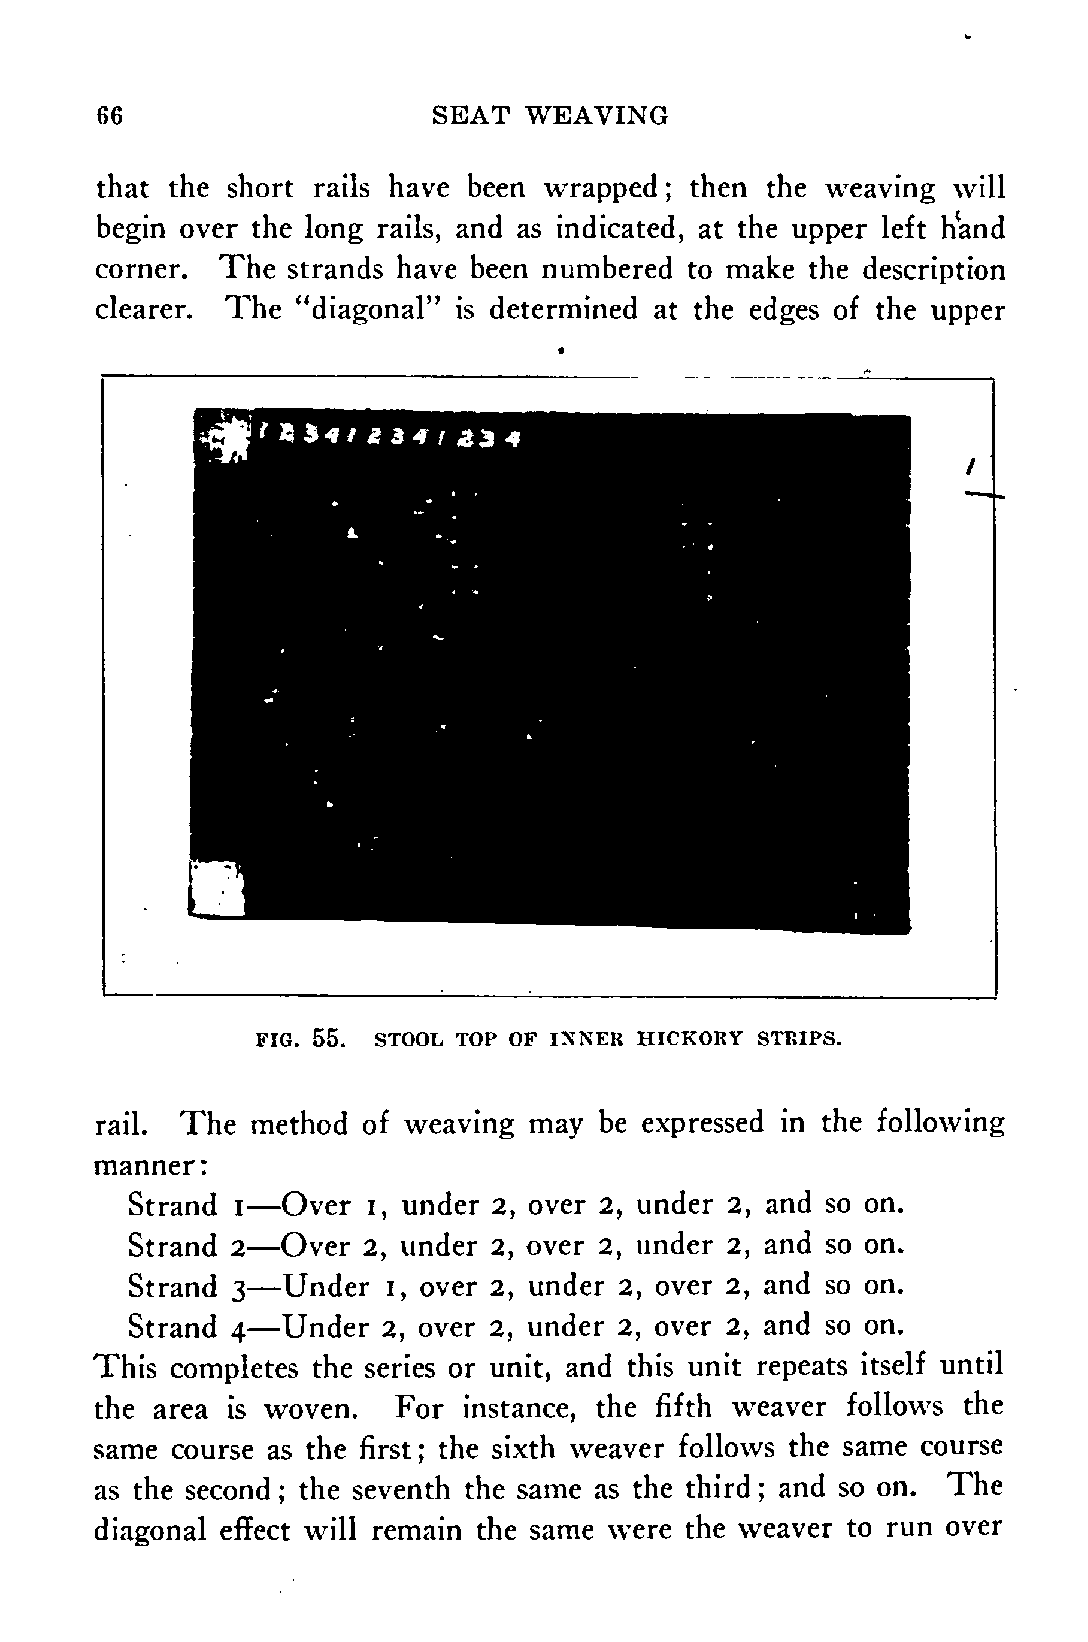 66 SEAT WEAVING
that the short rails have been wrapped; then the weaving will
begin over the long rails, and as indicated, at the upper left hand
corner. The strands have been numbered to make the description
clearer. The "diagonal" is determined at the edges of the upper
1 2 3 4 1 2 3 4 1 2 3 4
1
FIG. 55. STOOL TOP OF INNER HICKORY STRIPS.
rail. The method of weaving may be expressed in the following
manner:
Strand 1—Over 1, under 2, over 2, under 2, and so on.
Strand 2—Over 2, under 2, over 2, under 2, and so on.
Strand 3—Under 1, over 2, under 2, over 2, and so on.
Strand 4—Under 2, over 2, under 2, over 2, and so on.
This completes the series or unit, and this unit repeats itself until
the area is woven. For instance, the fifth weaver follows the
same course as the first; the sixth weaver follows the same course
as the second; the seventh the same as the third; and so on. The
diagonal effect will remain the same were the weaver to run over